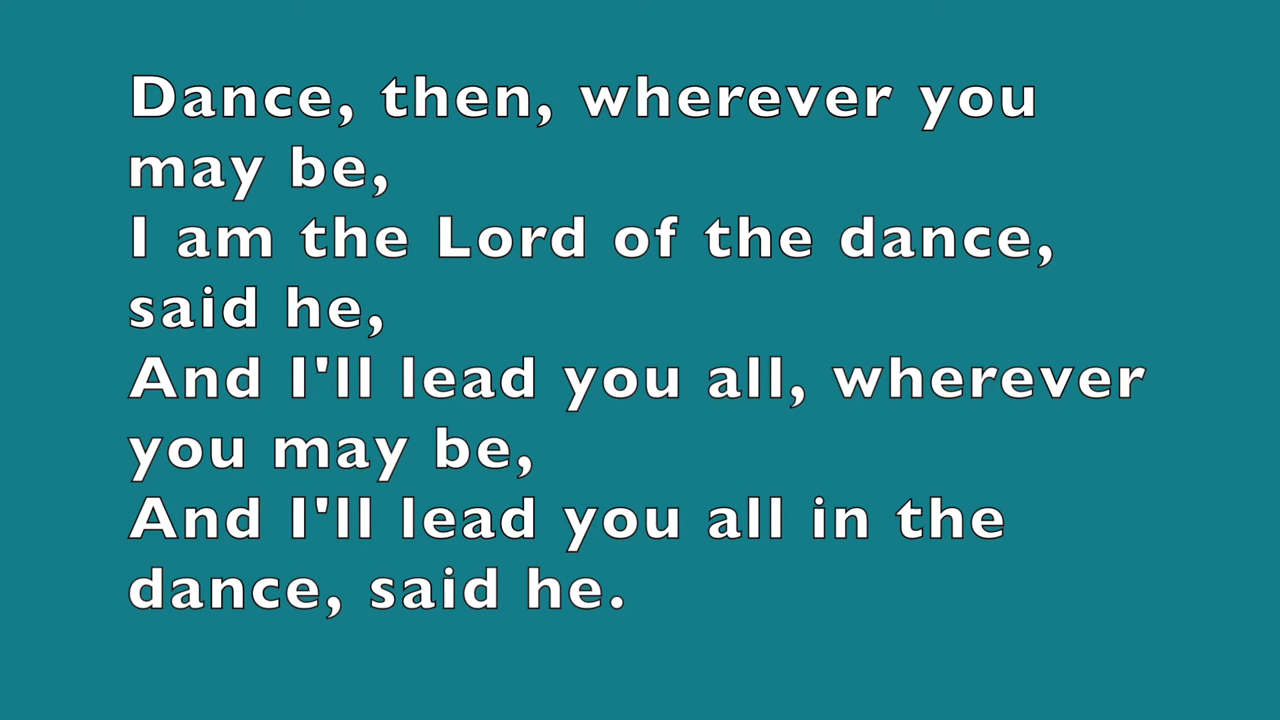 Dance, then, wherever you
may be,
I am the Lord of the dance,
said he,
And I'll lead you all, wherever
you may be,
And I'll lead you all in the
dance, said he.